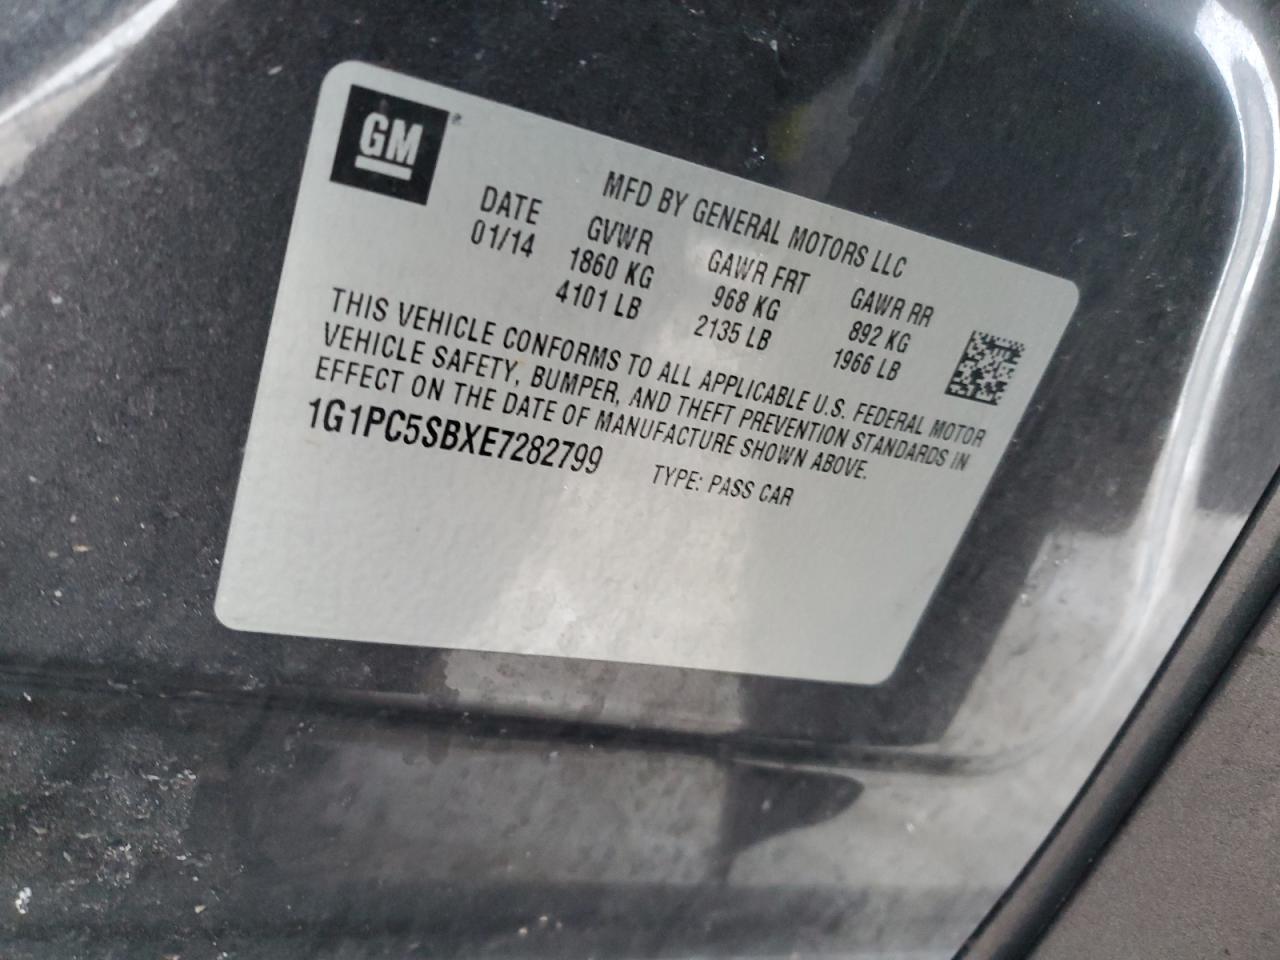 GM®
MFD BY GENERAL MOTORS LLC
DATE GVWR GAWR FRT GAWR RR
01/14 1860 KG 968 KG 892 KG
4101 LB 2135 LB 1966 LB
THIS VEHICLE CONFORMS TO ALL APPLICABLE U.S. FEDERAL MOTOR
VEHICLE SAFETY, BUMPER, AND THEFT PREVENTION STANDARDS IN
EFFECT ON THE DATE OF MANUFACTURE SHOWN ABOVE.
1G1PC5SBXE7282799 TYPE: PASS CAR